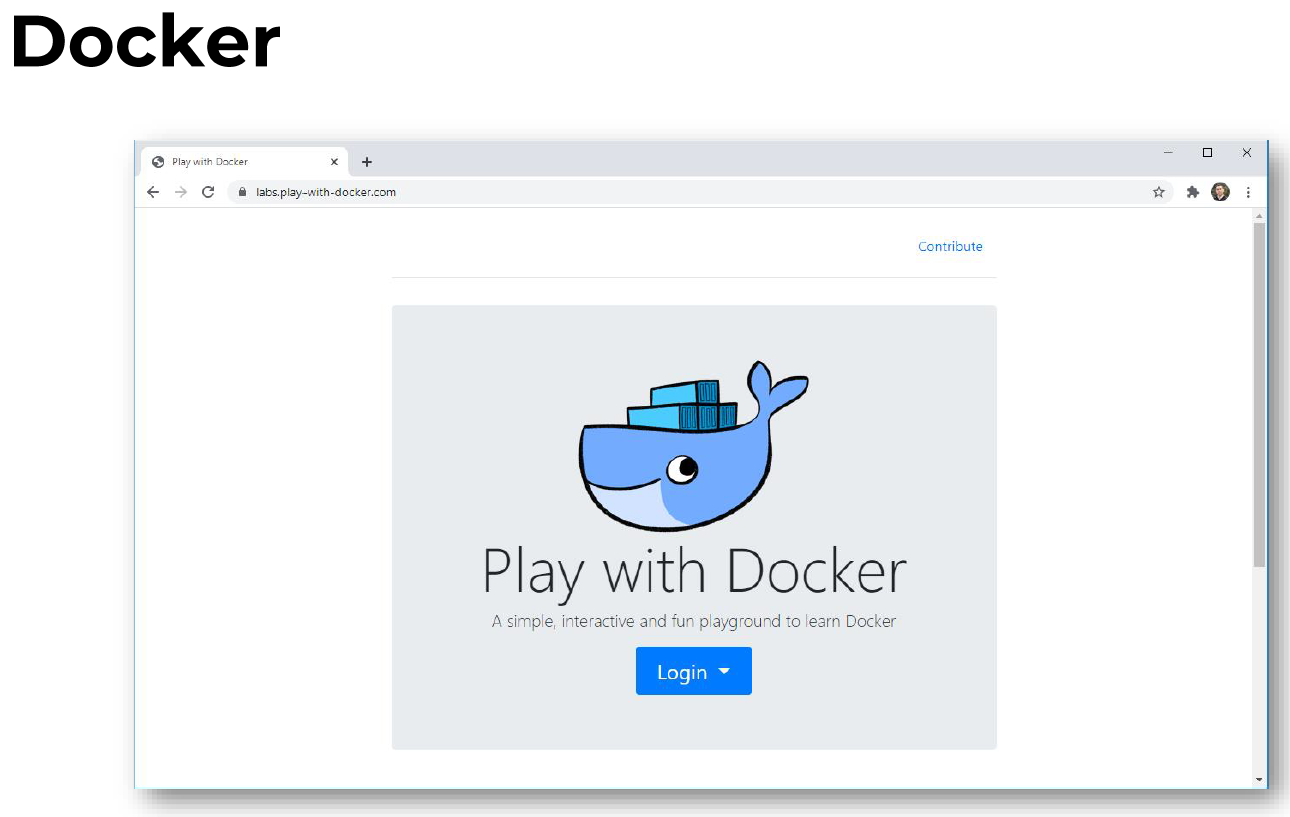 Docker
Play with Docker
labs.play-with-docker.com
Contribute
Play with Docker
A simple, interactive and fun playground to learn Docker
Login